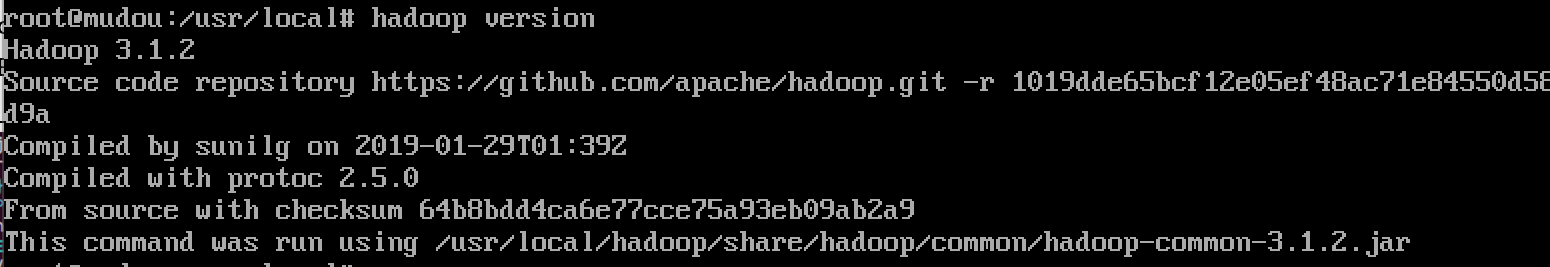 root@mudou:/usr/local# hadoop version
Hadoop 3.1.2
Source code repository https://github.com/apache/hadoop.git -r 1019dde65bcf12e05ef48ac71e84550d58
d9a
Compiled by sunilg on 2019-01-29T01:39Z
Compiled with protoc 2.5.0
From source with checksum 64b8bdd4ca6e77cce75a93eb09ab2a9
This command was run using /usr/local/hadoop/share/hadoop/common/hadoop-common-3.1.2.jar